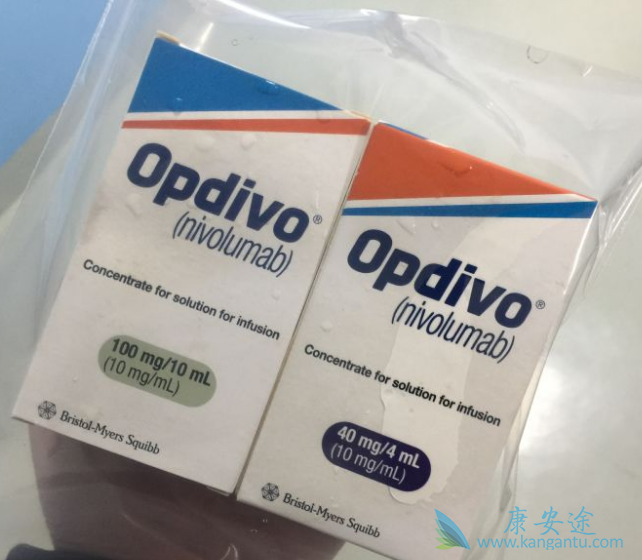 Opdivo®
(nivolumab)
Concentrate for solution for infusion
100 mg/10 mL
(10 mg/mL)
Bristol-Myers Squibb
Opdivo®
(nivolumab)
Concentrate for solution for infusion
40 mg/4 mL
(10 mg/mL)
Bristol-Myers Squibb
康安途
www.kangantu.com